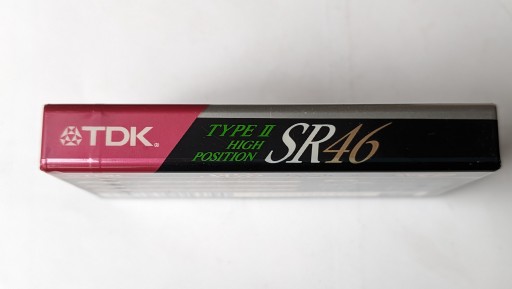 TDK
TYPE II
HIGH
POSITION
SR46